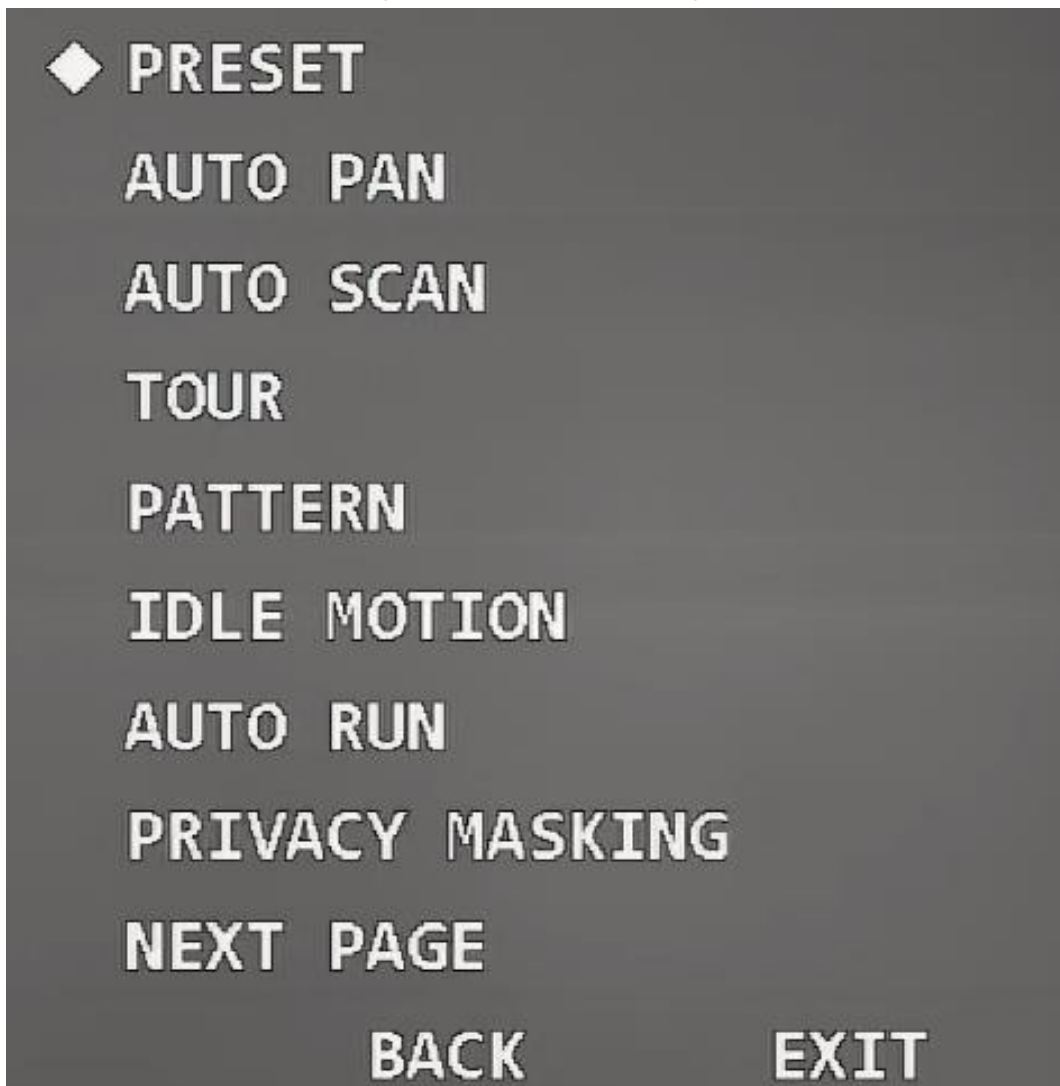 PRESET
AUTO PAN
AUTO SCAN
TOUR
PATTERN
IDLE MOTION
AUTO RUN
PRIVACY MASKING
NEXT PAGE
BACK EXIT